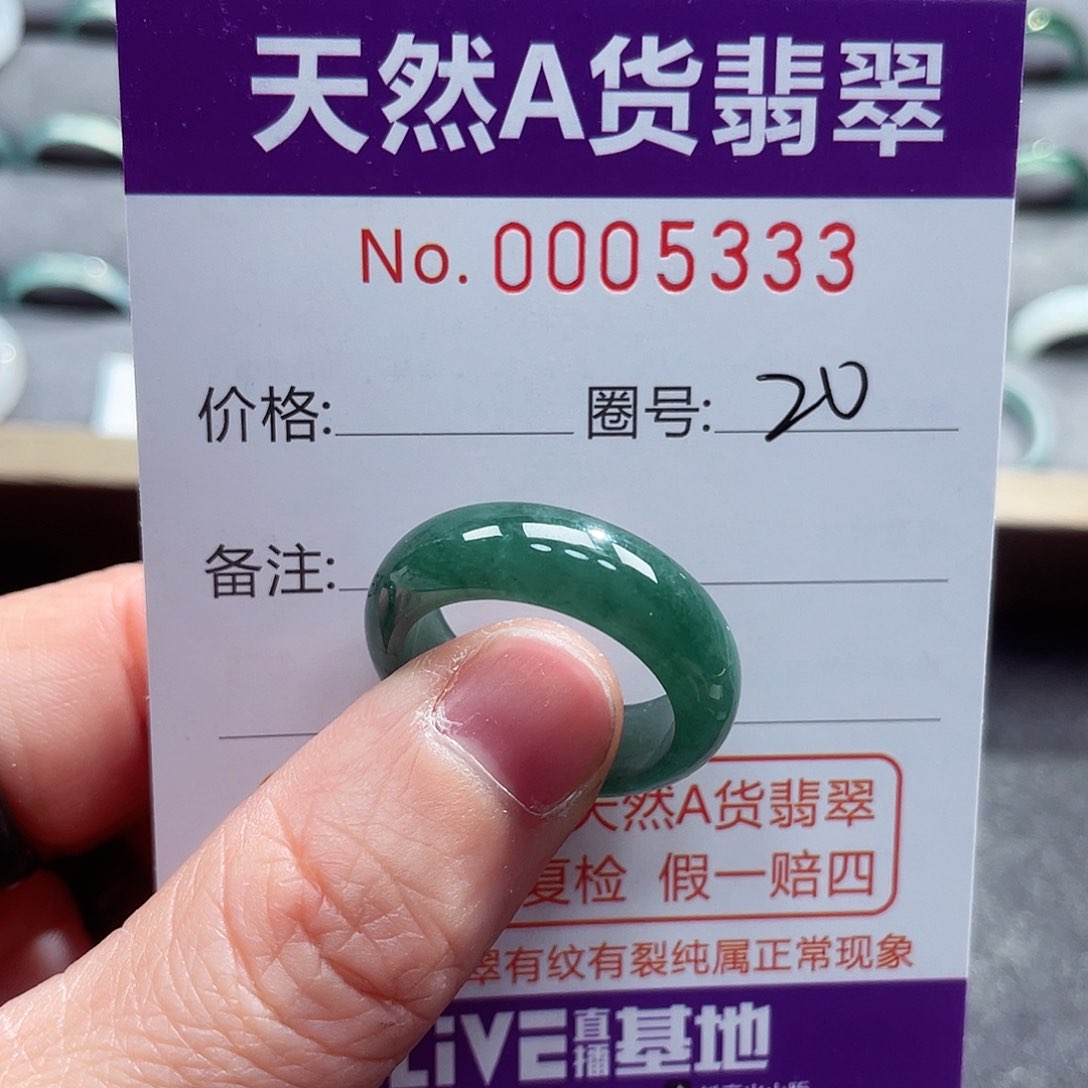 天然A货翡翠
No. 0005333
价格: 圈号: 20
备注:
天然A货翡翠
复检 假一赔四
翠有纹有裂纯属正常现象
LiVE直播基地